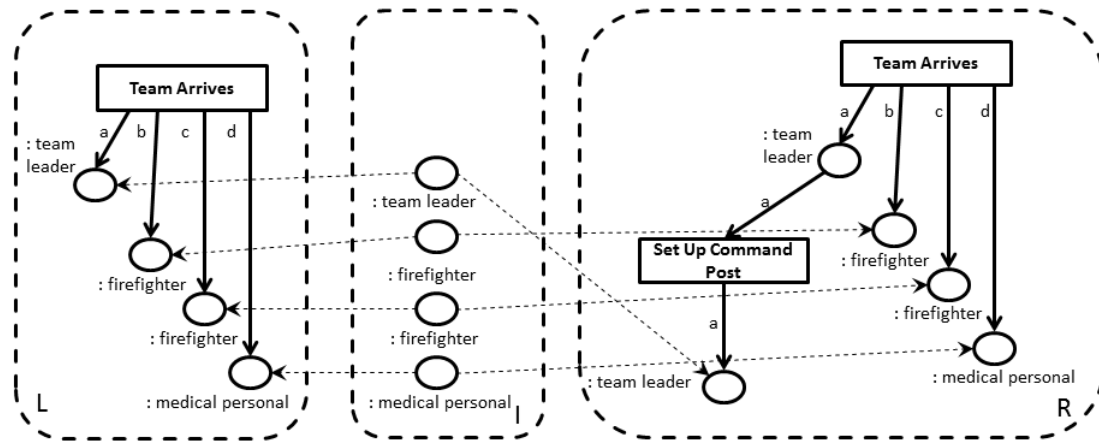 Team Arrives
a
b
c
d
: team
leader
: firefighter
: firefighter
: medical personal
L
: team leader
: firefighter
: firefighter
: medical personal
I
Team Arrives
a
b
c
d
: team
leader
a
Set Up Command
Post
: firefighter
: firefighter
a
: team leader
: medical personal
R